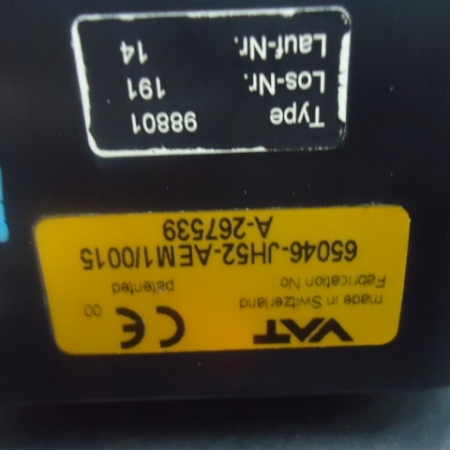 VAT CE 00
made in Switzerland
Fabrication No patented
65046-JH52-AEM1/0015
A-267539
Type 98801
Los-Nr. 191
Lauf-Nr. 14